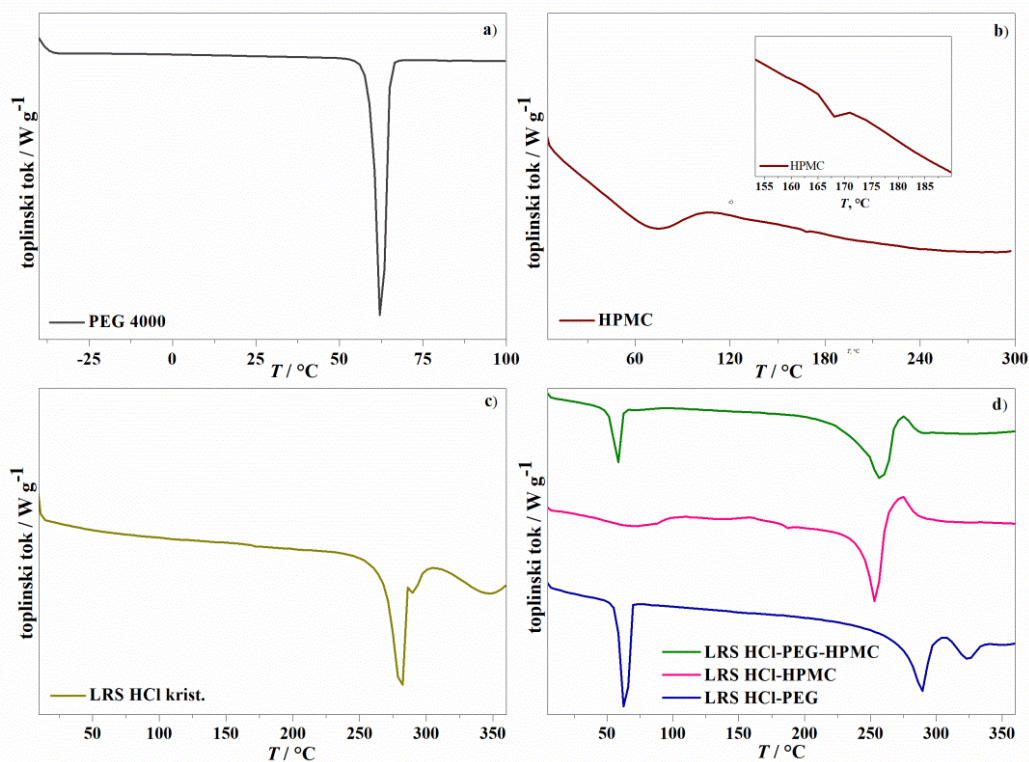 a)
toplinski tok / W g-1
PEG 4000
-25 0 25 50 75 100
T / °C
b)
toplinski tok / W g-1
HPMC
155 160 165 170 175 180 185
T, °C
HPMC
T, °C
60 120 180 240 300
T / °C
c)
toplinski tok / W g-1
LRS HCl krist.
50 100 150 200 250 300 350
T / °C
d)
toplinski tok / W g-1
LRS HCl-PEG-HPMC
LRS HCl-HPMC
LRS HCl-PEG
50 100 150 200 250 300 350
T / °C